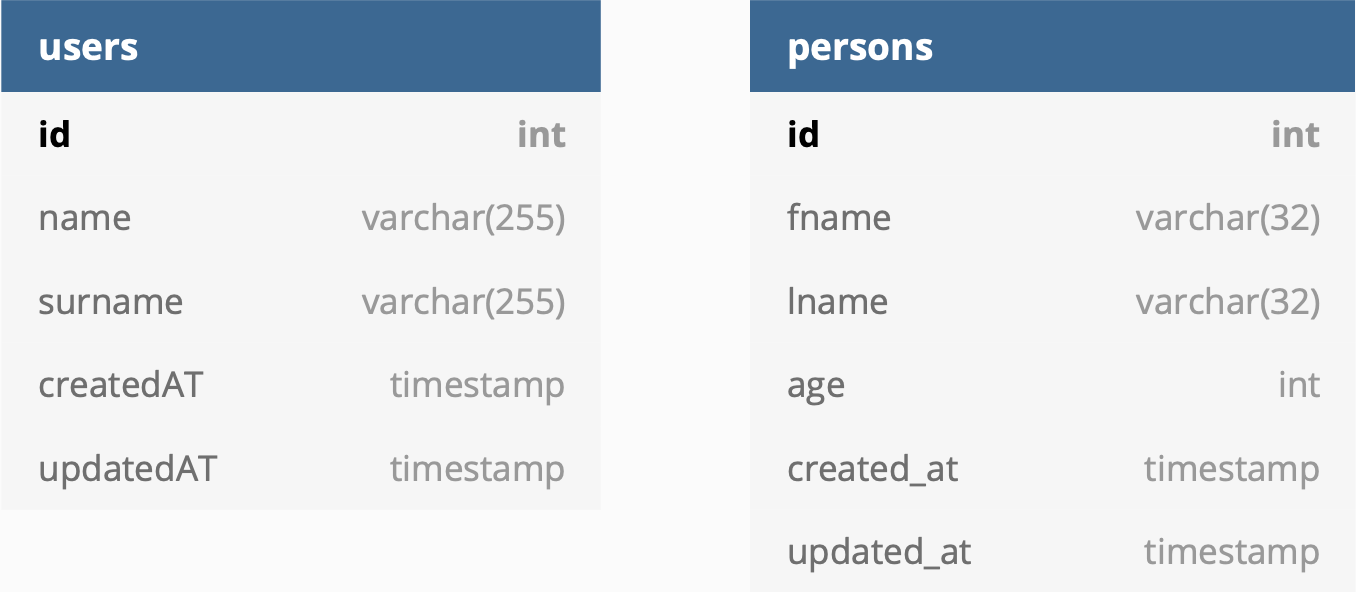 users
id int
name varchar(255)
surname varchar(255)
createdAT timestamp
updatedAT timestamp
persons
id int
fname varchar(32)
lname varchar(32)
age int
created_at timestamp
updated_at timestamp